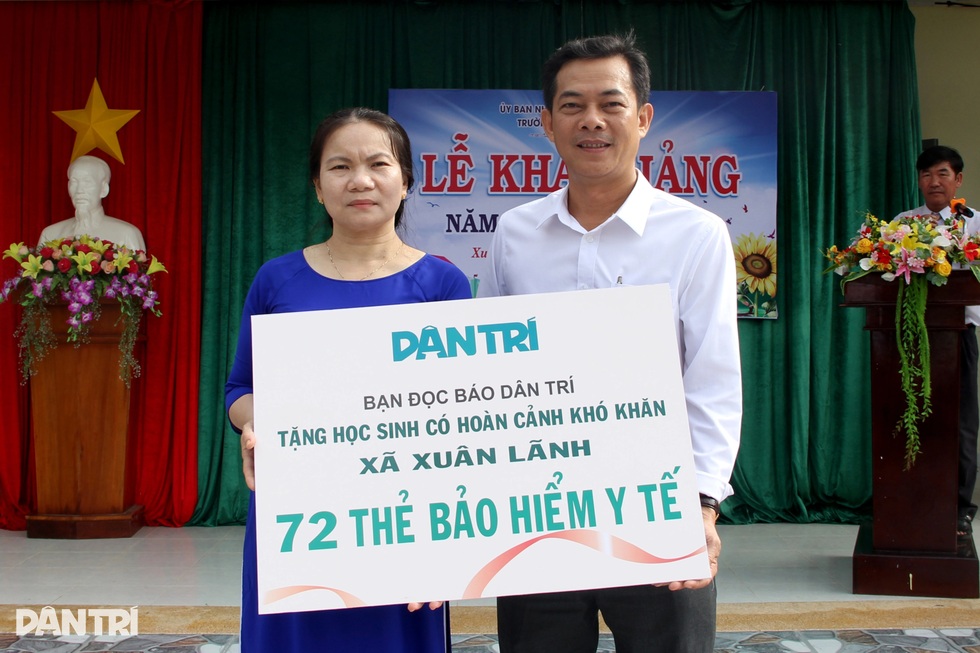 ỦY BAN
TRƯỜ
LỄ KHA GIẢNG
NĂM
Xu
DÂN TRÍ
BẠN ĐỌC BÁO DÂN TRÍ
TẶNG HỌC SINH CÓ HOÀN CẢNH KHÓ KHĂN
XÃ XUÂN LÃNH
72 THẺ BẢO HIỂM Y TẾ
DÂN TRÍ